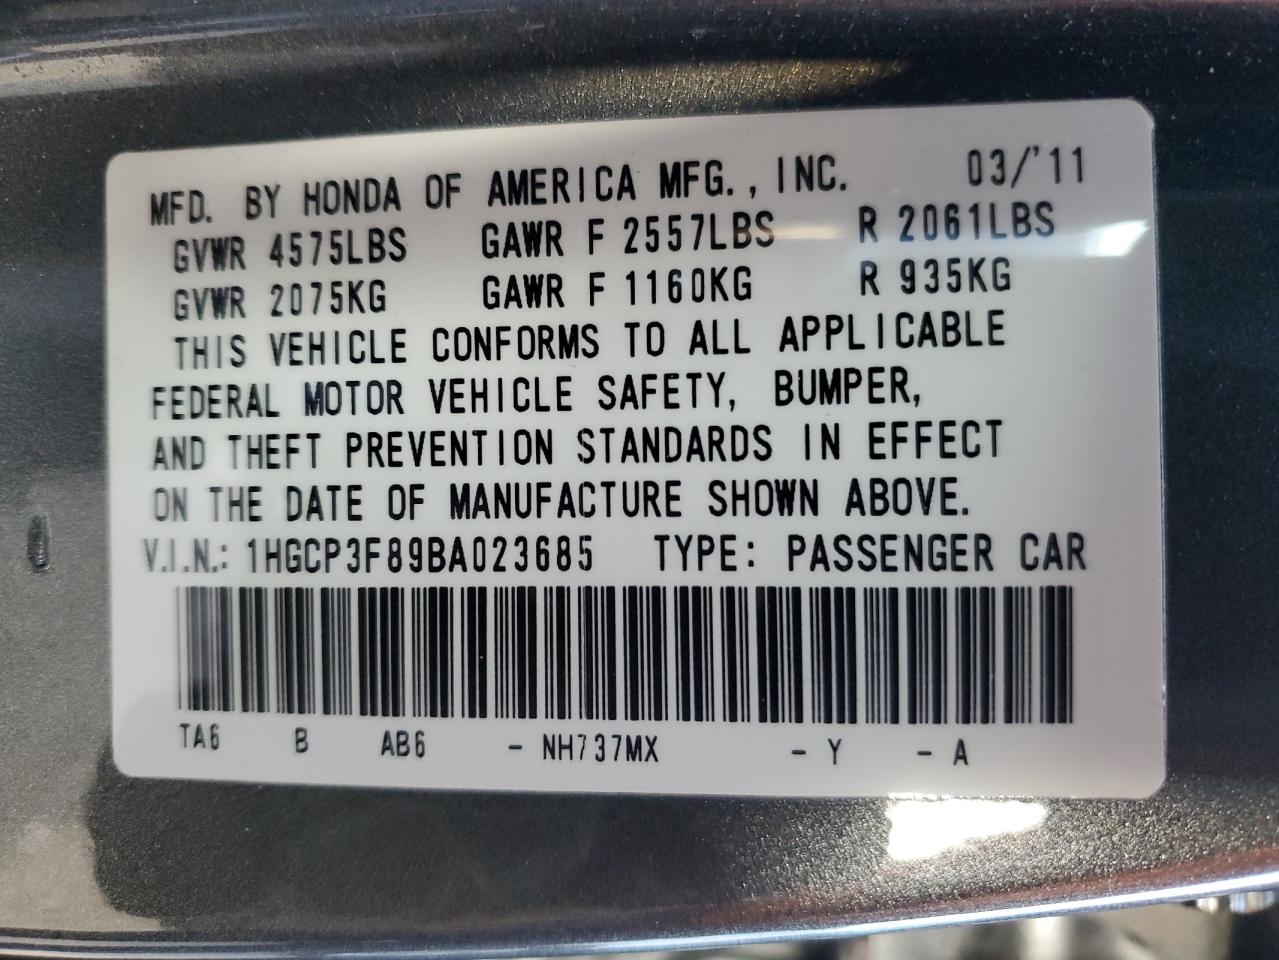 MFD. BY HONDA OF AMERICA MFG., INC. 03/'11
GVWR 4575LBS GAWR F 2557LBS R 2061LBS
GVWR 2075KG GAWR F 1160KG R 935KG
THIS VEHICLE CONFORMS TO ALL APPLICABLE
FEDERAL MOTOR VEHICLE SAFETY, BUMPER,
AND THEFT PREVENTION STANDARDS IN EFFECT
ON THE DATE OF MANUFACTURE SHOWN ABOVE.
V.I.N.: 1HGCP3F89BA023685 TYPE: PASSENGER CAR
TA6 B AB6 - NH737MX - Y - A